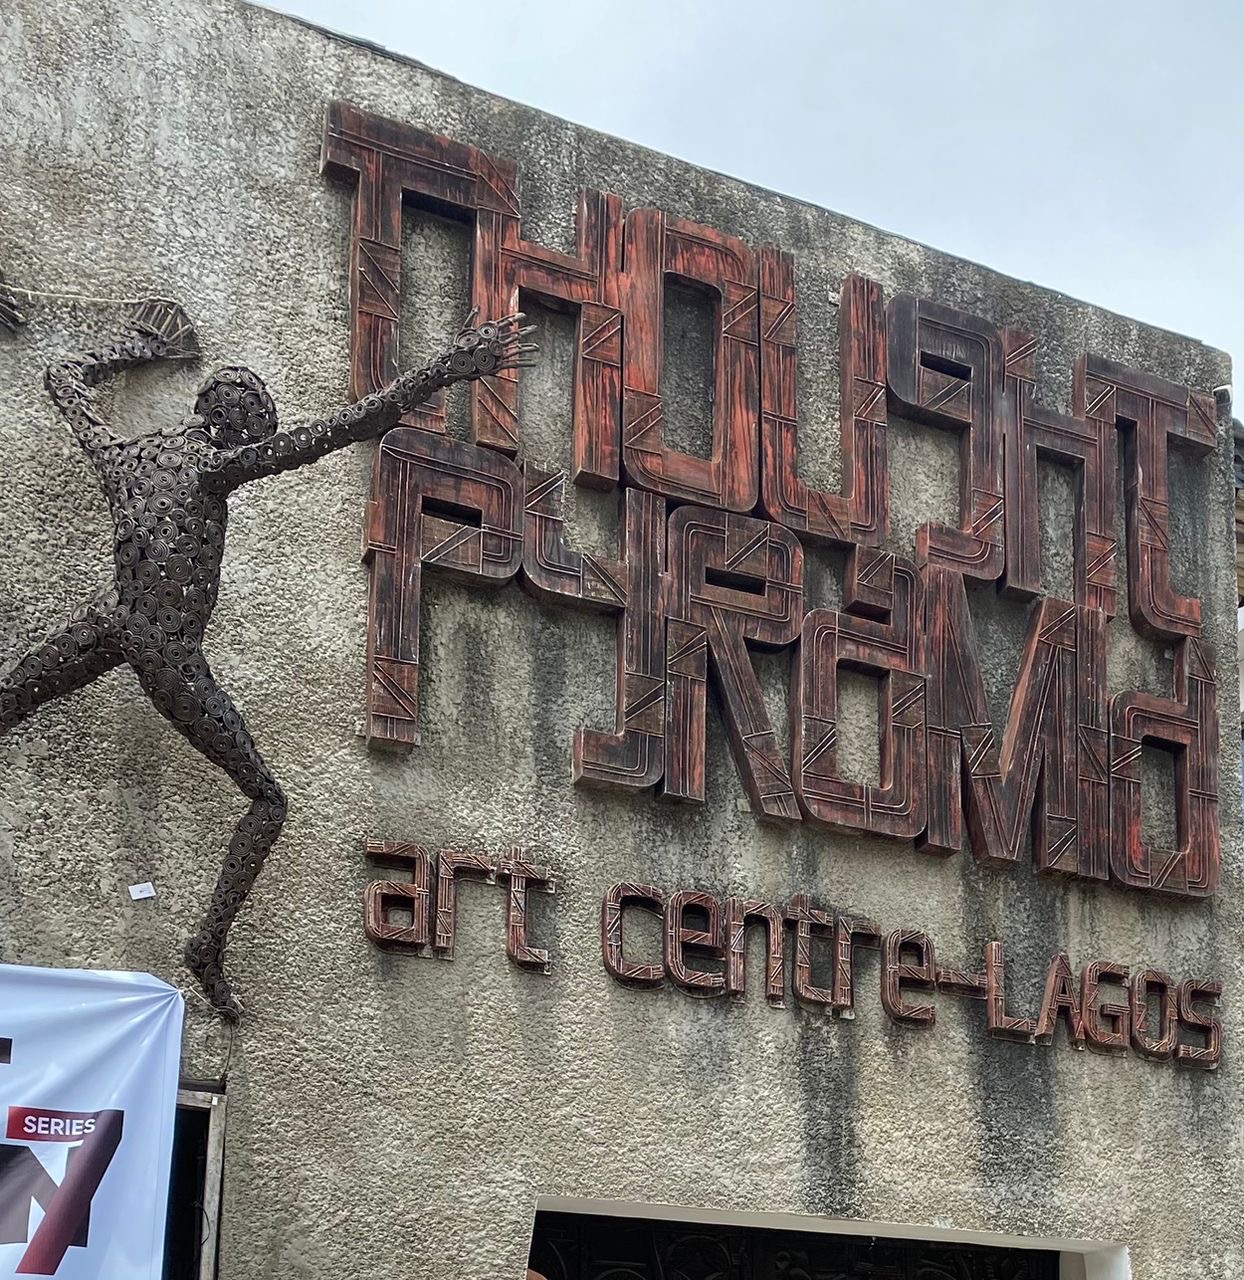 THOUGHT
PYRaMId
art centre-LAGOS
SERIES